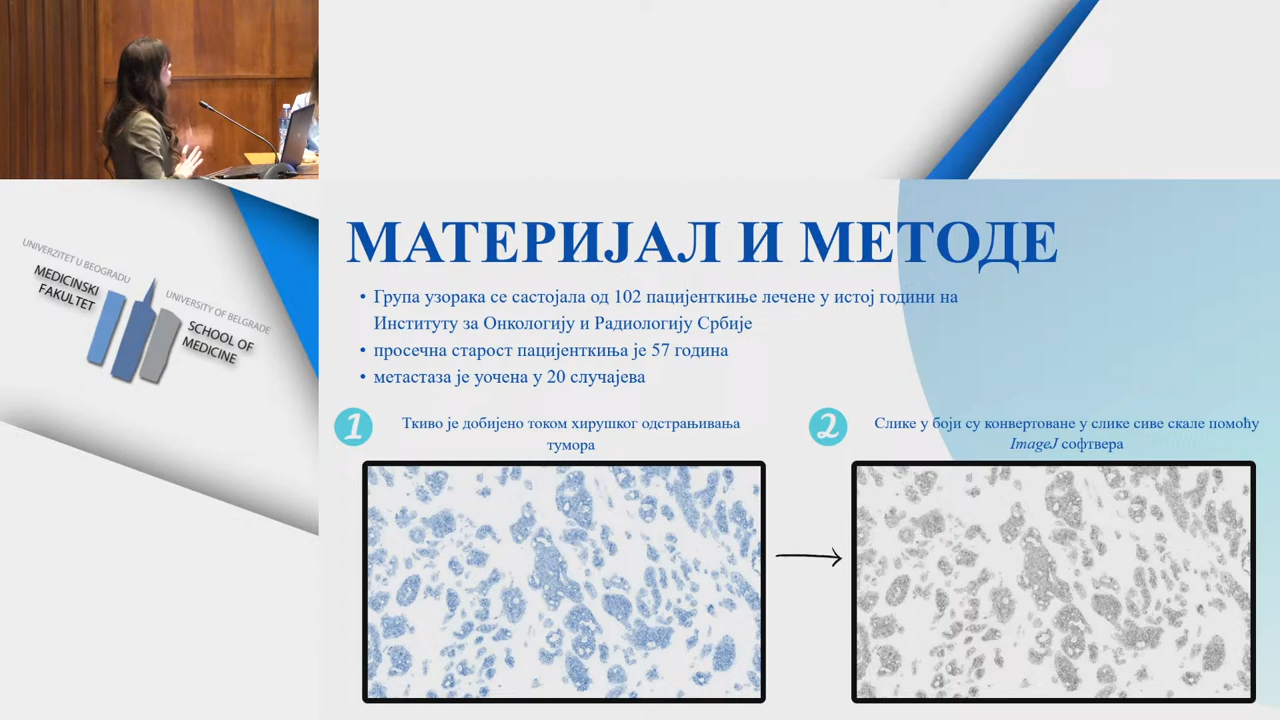 UNIVERZITET U BEOGRADU
MEDICINSKI
FAKULTET
UNIVERSITY OF BELGRADE
SCHOOL OF
MEDICINE
МАТЕРИЈАЛ И МЕТОДЕ
• Група узорака се састојала од 102 пацијенткиње лечене у истој години на
Институту за Онкологију и Радиологију Србије
• просечна старост пацијенткиња је 57 година
• метастаза је уочена у 20 случајева
1
Ткиво је добијено током хирушког одстрањивања
тумора
2
Слике у боји су конвертоване у слике сиве скале помоћу
ImageJ софтвера